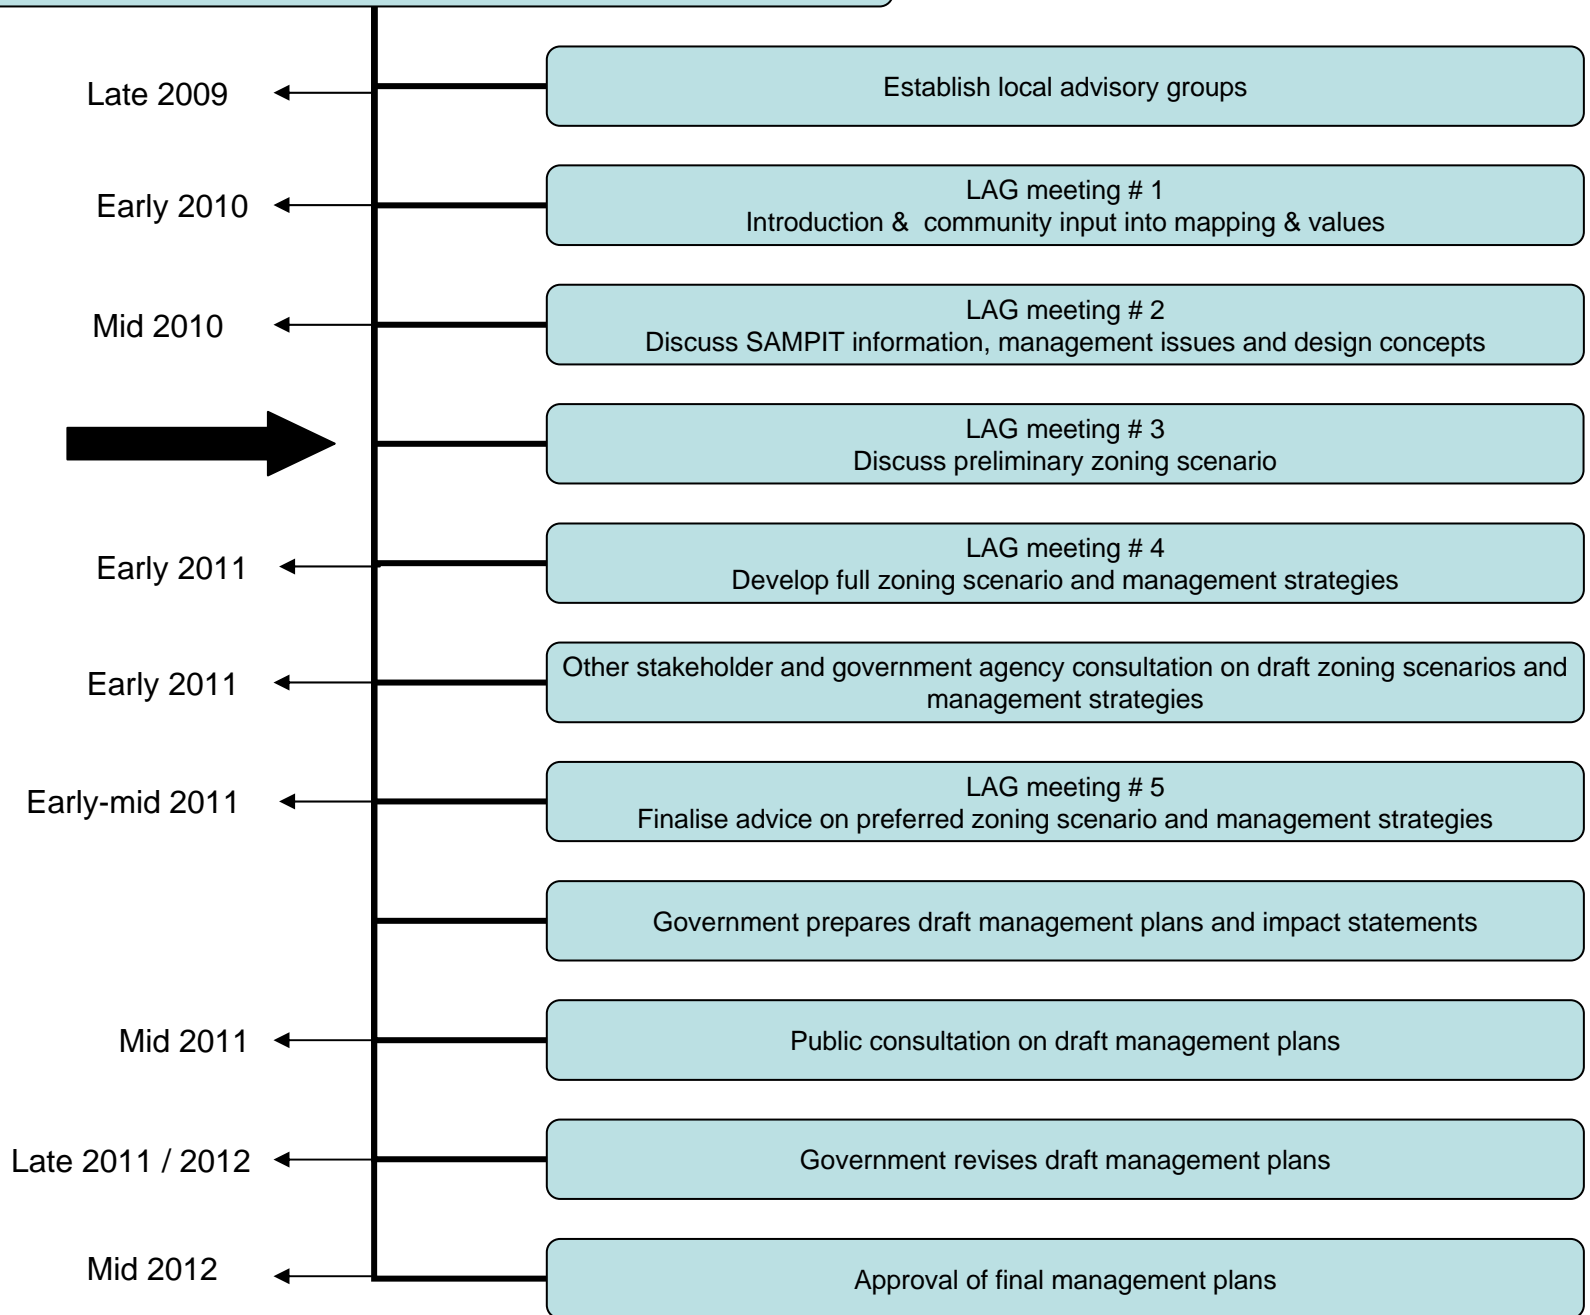 Late 2009
Establish local advisory groups
Early 2010
LAG meeting # 1
Introduction & community input into mapping & values
Mid 2010
LAG meeting # 2
Discuss SAMPIT information, management issues and design concepts
LAG meeting # 3
Discuss preliminary zoning scenario
Early 2011
LAG meeting # 4
Develop full zoning scenario and management strategies
Early 2011
Other stakeholder and government agency consultation on draft zoning scenarios and
management strategies
Early-mid 2011
LAG meeting # 5
Finalise advice on preferred zoning scenario and management strategies
Government prepares draft management plans and impact statements
Mid 2011
Public consultation on draft management plans
Late 2011 / 2012
Government revises draft management plans
Mid 2012
Approval of final management plans